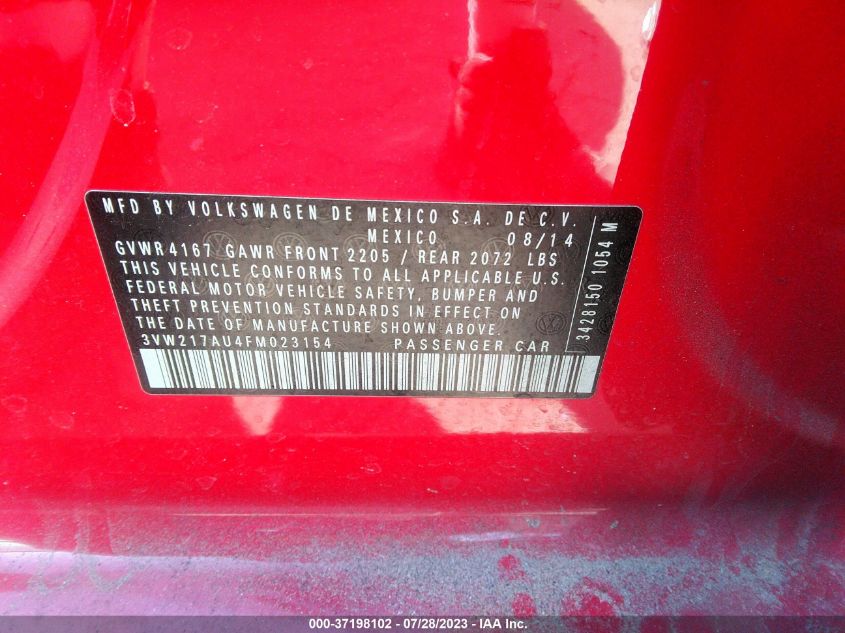 MFD BY VOLKSWAGEN DE MEXICO S.A. DE C.V.
MEXICO 08/14
GVWR 4167 GAWR FRONT 2205 / REAR 2072 LBS
THIS VEHICLE CONFORMS TO ALL APPLICABLE U.S.
FEDERAL MOTOR VEHICLE SAFETY, BUMPER AND
THEFT PREVENTION STANDARDS IN EFFECT ON
THE DATE OF MANUFACTURE SHOWN ABOVE.
3VW217AU4FM023154 PASSENGER CAR
3428150 1054 M
000-37198102 - 07/28/2023 - IAA Inc.